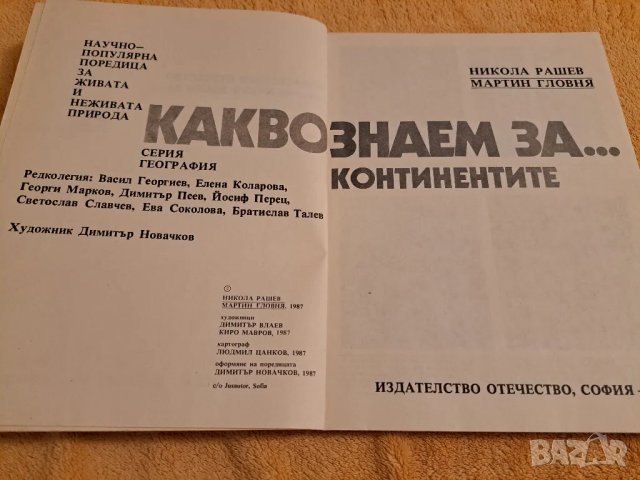 НАУЧНО-
ПОПУЛЯРНА
ПОРЕДИЦА
ЗА
ЖИВАТА
И
НЕЖИВАТА
ПРИРОДА
СЕРИЯ
ГЕОГРАФИЯ
Редколегия: Васил Георгиев, Елена Коларова,
Георги Марков, Димитър Пеев, Йосиф Перец,
Светослав Славчев, Ева Соколова, Братислав Талев
Художник Димитър Новачков
©
НИКОЛА РАШЕВ
МАРТИН ГЛОВНЯ, 1987
художници
ДИМИТЪР ВЛАЕВ
КИРО МАВРОВ, 1987
картограф
ЛЮДМИЛ ЦАНКОВ, 1987
оформяне на поредицата
ДИМИТЪР НОВАЧКОВ, 1987
c/o Jusautor, Sofia
НИКОЛА РАШЕВ
МАРТИН ГЛОВНЯ
КАКВО ЗНАЕМ ЗА...
КОНТИНЕНТИТЕ
ИЗДАТЕЛСТВО ОТЕЧЕСТВО, СОФИЯ -
BAZAR